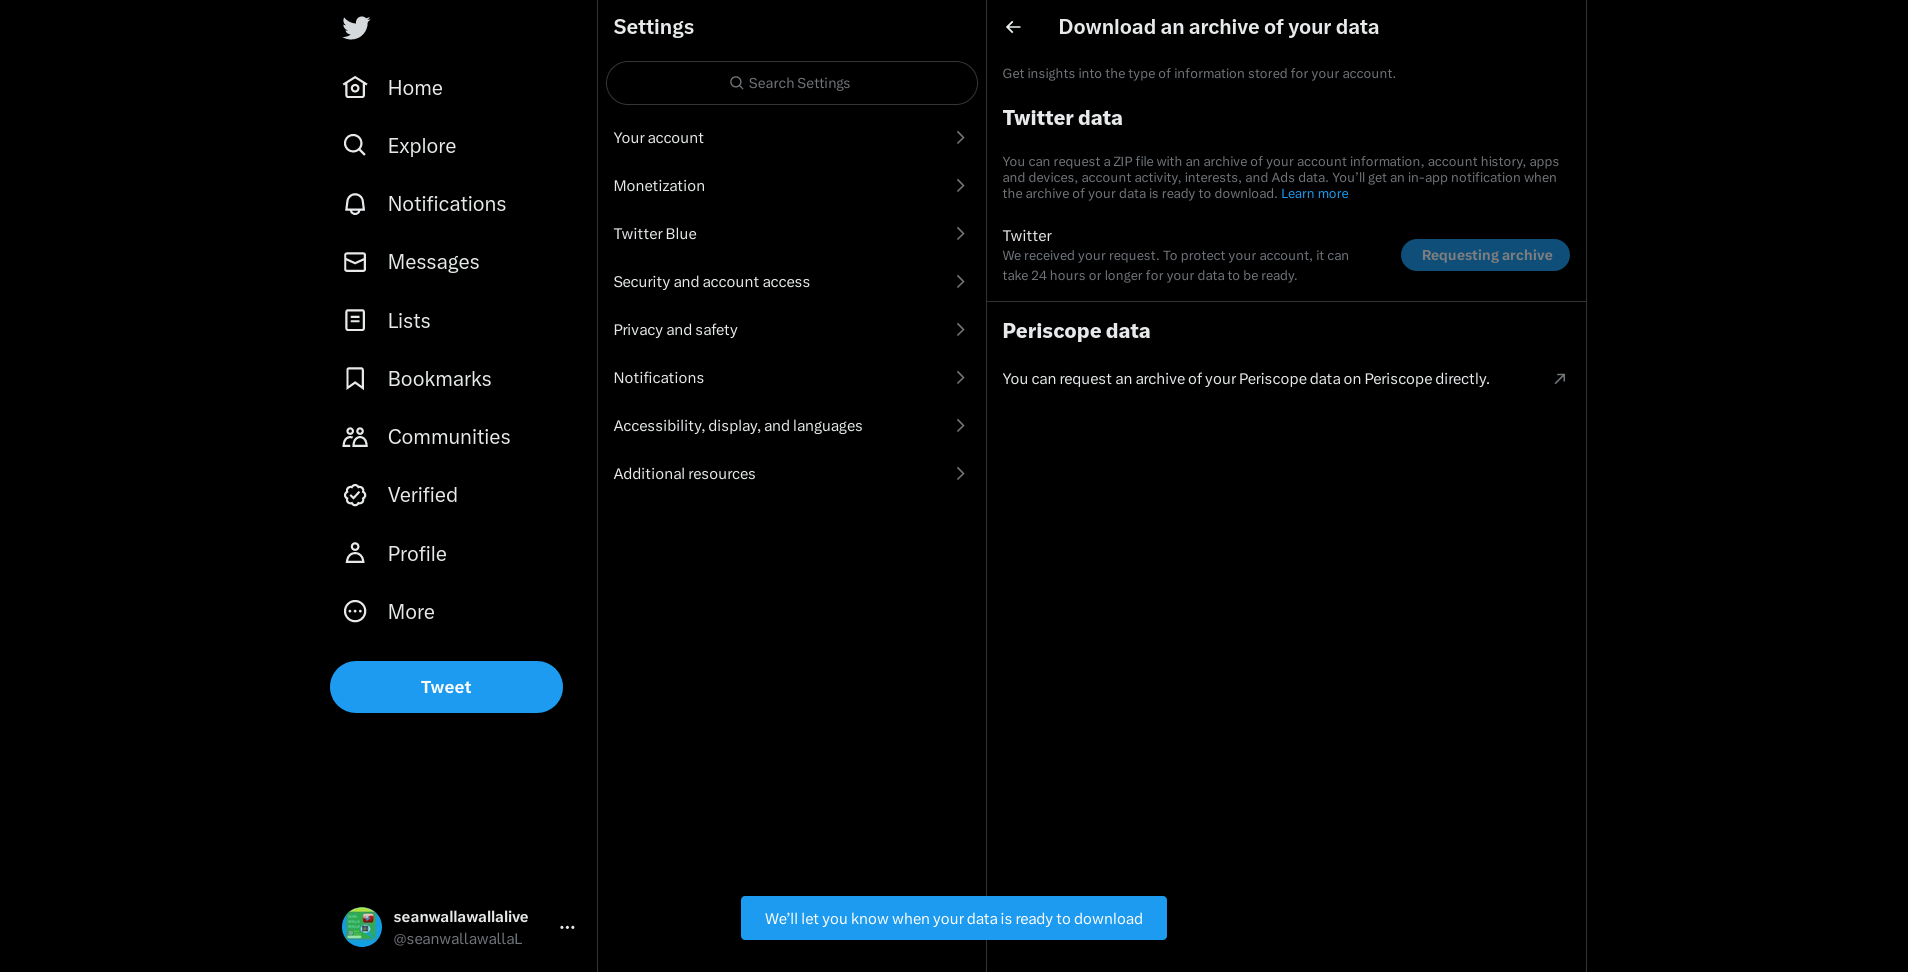 Home
Explore
Notifications
Messages
Lists
Bookmarks
Communities
Verified
Profile
More
Tweet
seanwallawallalive
@seanwallawallaL
Settings
Search Settings
Your account
Monetization
Twitter Blue
Security and account access
Privacy and safety
Notifications
Accessibility, display, and languages
Additional resources
Download an archive of your data
Get insights into the type of information stored for your account.
Twitter data
You can request a ZIP file with an archive of your account information, account history, apps
and devices, account activity, interests, and Ads data. You’ll get an in-app notification when
the archive of your data is ready to download. Learn more
Twitter
We received your request. To protect your account, it can
take 24 hours or longer for your data to be ready.
Requesting archive
Periscope data
You can request an archive of your Periscope data on Periscope directly.
We’ll let you know when your data is ready to download